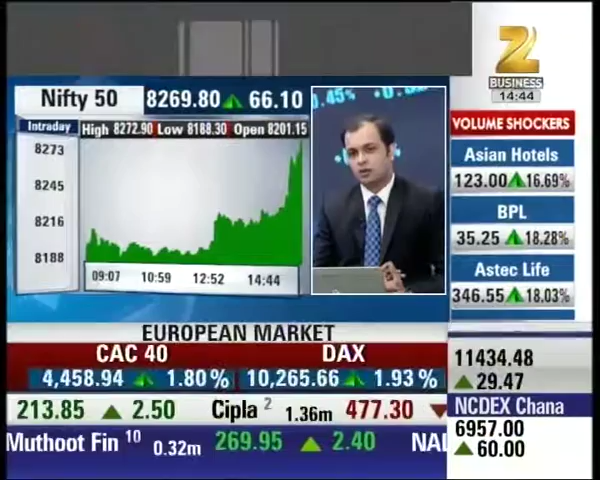 Z
BUSINESS
14:44
Nifty 50 8269.80 66.10
0.45%
Intraday High 8272.90 Low 8188.30 Open 8201.15
8273
8245
8216
8188
09:07 10:59 12:52 14:44
VOLUME SHOCKERS
Asian Hotels
123.00 16.69%
BPL
35.25 18.28%
Astec Life
346.55 18.03%
EUROPEAN MARKET
CAC 40 DAX
4,458.94 1.80% 10,265.66 1.93%
11434.48
29.47
213.85 2.50 Cipla 2 1.36m 477.30
NCDEX Chana
6957.00
60.00
Muthoot Fin 10 0.32m 269.95 2.40 NAL